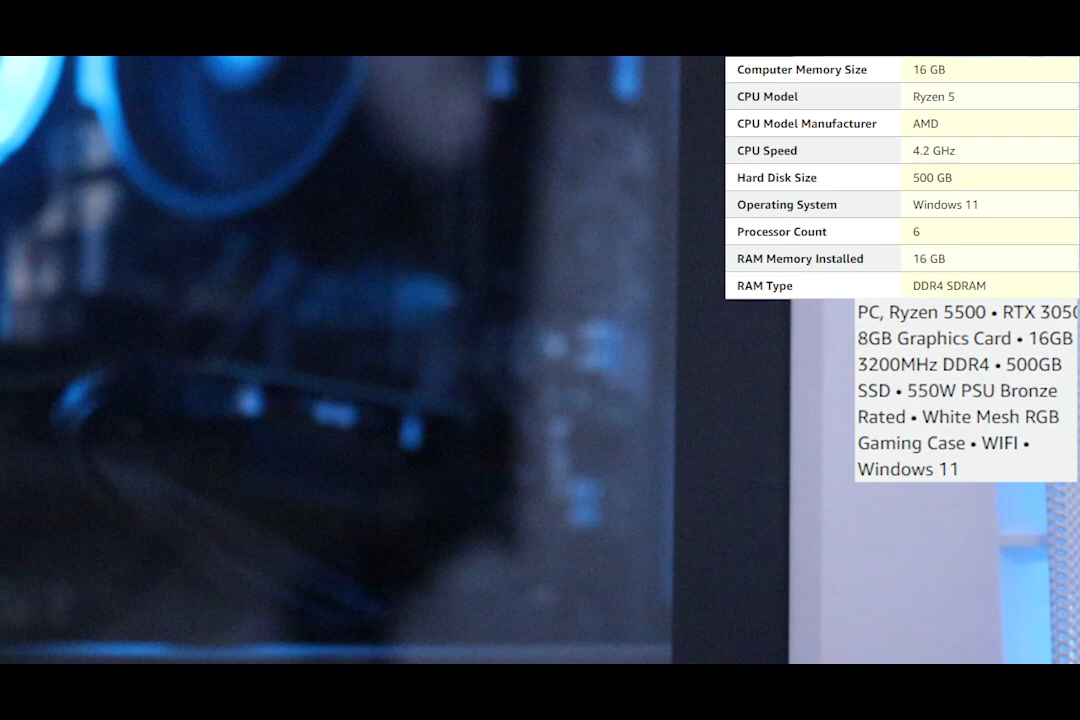 Computer Memory Size 16 GB
CPU Model Ryzen 5
CPU Model Manufacturer AMD
CPU Speed 4.2 GHz
Hard Disk Size 500 GB
Operating System Windows 11
Processor Count 6
RAM Memory Installed 16 GB
RAM Type DDR4 SDRAM
PC, Ryzen 5500 • RTX 3050
8GB Graphics Card • 16GB
3200MHz DDR4 • 500GB
SSD • 550W PSU Bronze
Rated • White Mesh RGB
Gaming Case • WIFI •
Windows 11